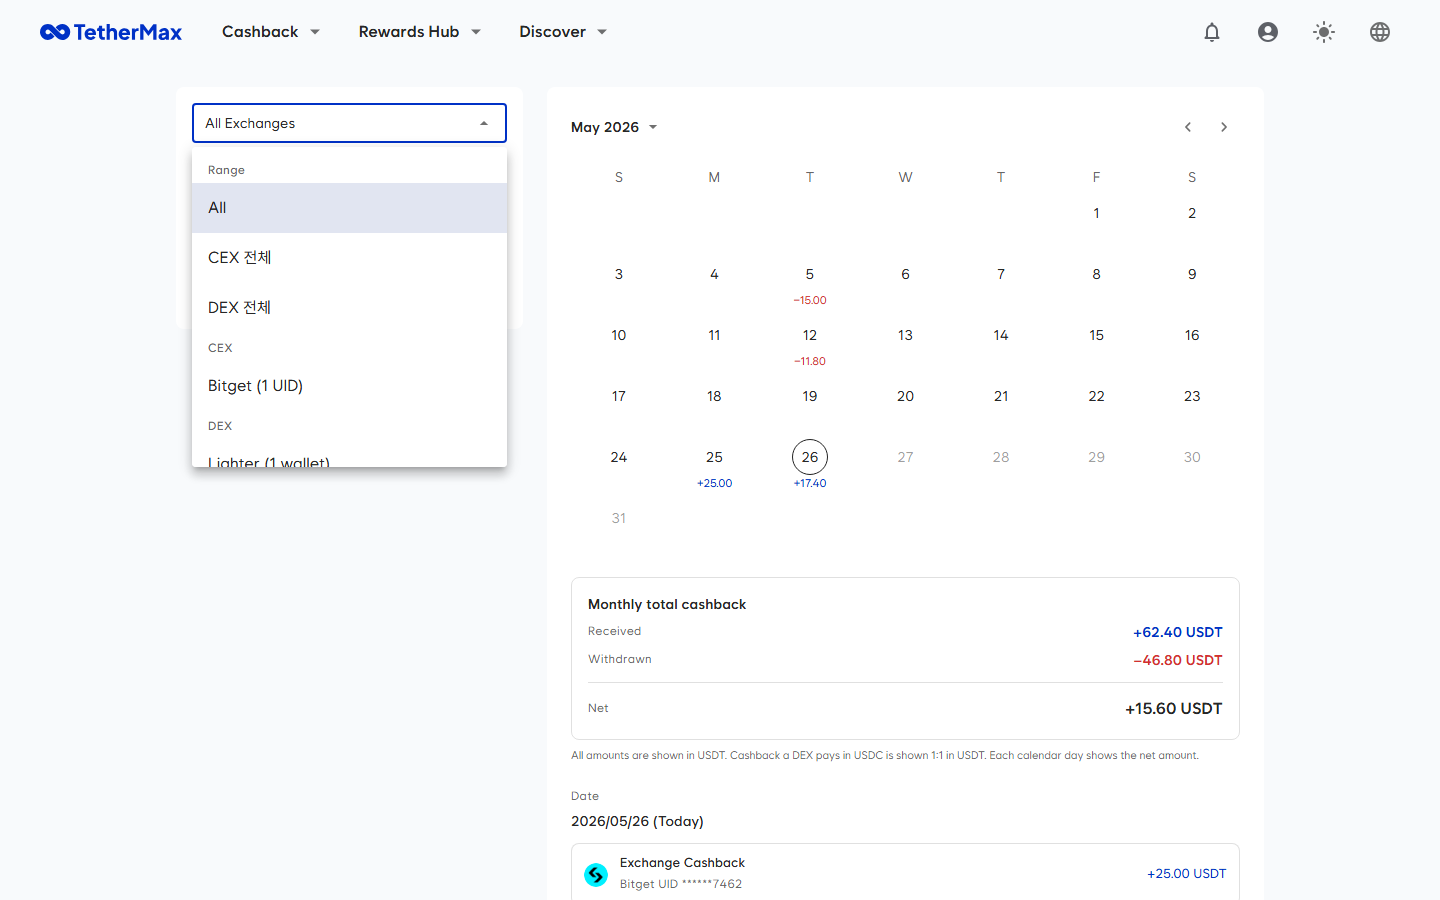 TetherMax Cashback Rewards Hub Discover
All Exchanges
Range
All
CEX 전체
DEX 전체
CEX
Bitget (1 UID)
DEX
Lighter (1 wallet)
May 2026
S M T W T F S
1 2
3 4 5 6 7 8 9
−15.00
10 11 12 13 14 15 16
−11.80
17 18 19 20 21 22 23
24 25 26 27 28 29 30
+25.00 +17.40
31
Monthly total cashback
Received +62.40 USDT
Withdrawn −46.80 USDT
Net +15.60 USDT
All amounts are shown in USDT. Cashback a DEX pays in USDC is shown 1:1 in USDT. Each calendar day shows the net amount.
Date
2026/05/26 (Today)
Exchange Cashback
Bitget UID ******7462
+25.00 USDT